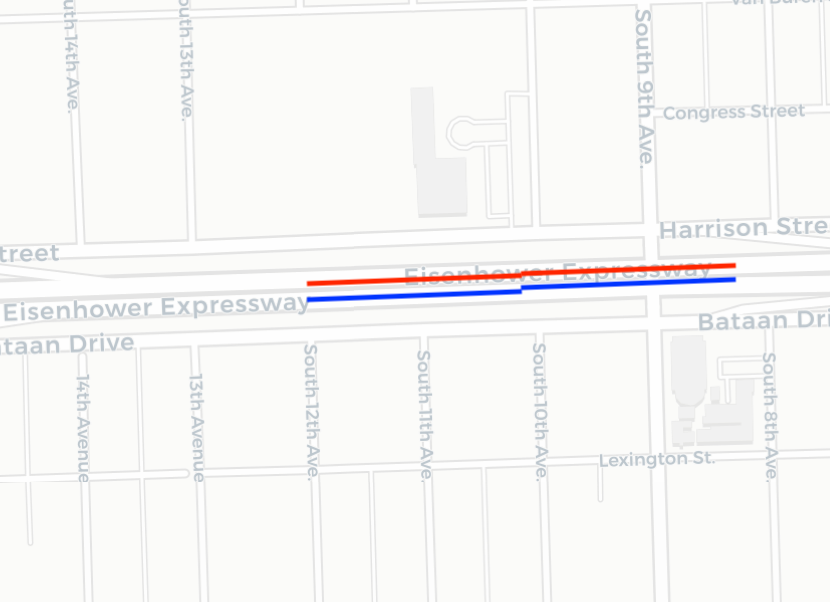 Van Buren
South 14th Ave.
South 13th Ave.
South 9th Ave.
Congress Street
Harrison Stre
treet
Eisenhower Expressway
Eisenhower Expressway
Bataan Dri
ataan Drive
14th Avenue
13th Avenue
South 12th Ave.
South 11th Ave.
South 10th Ave.
South 8th Ave.
Lexington St.